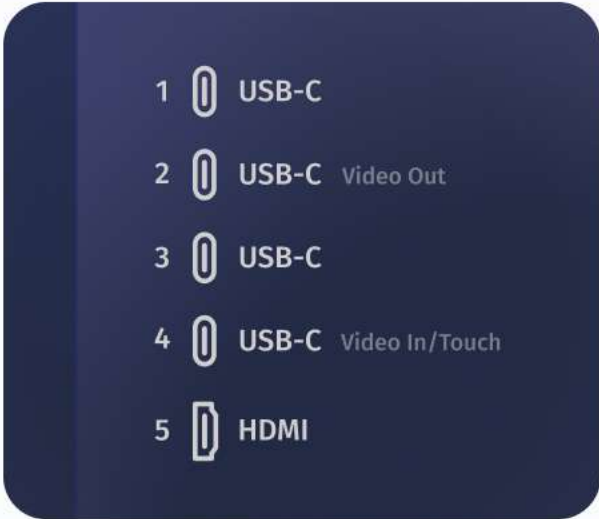 1 USB-C
2 USB-C Video Out
3 USB-C
4 USB-C Video In/Touch
5 HDMI